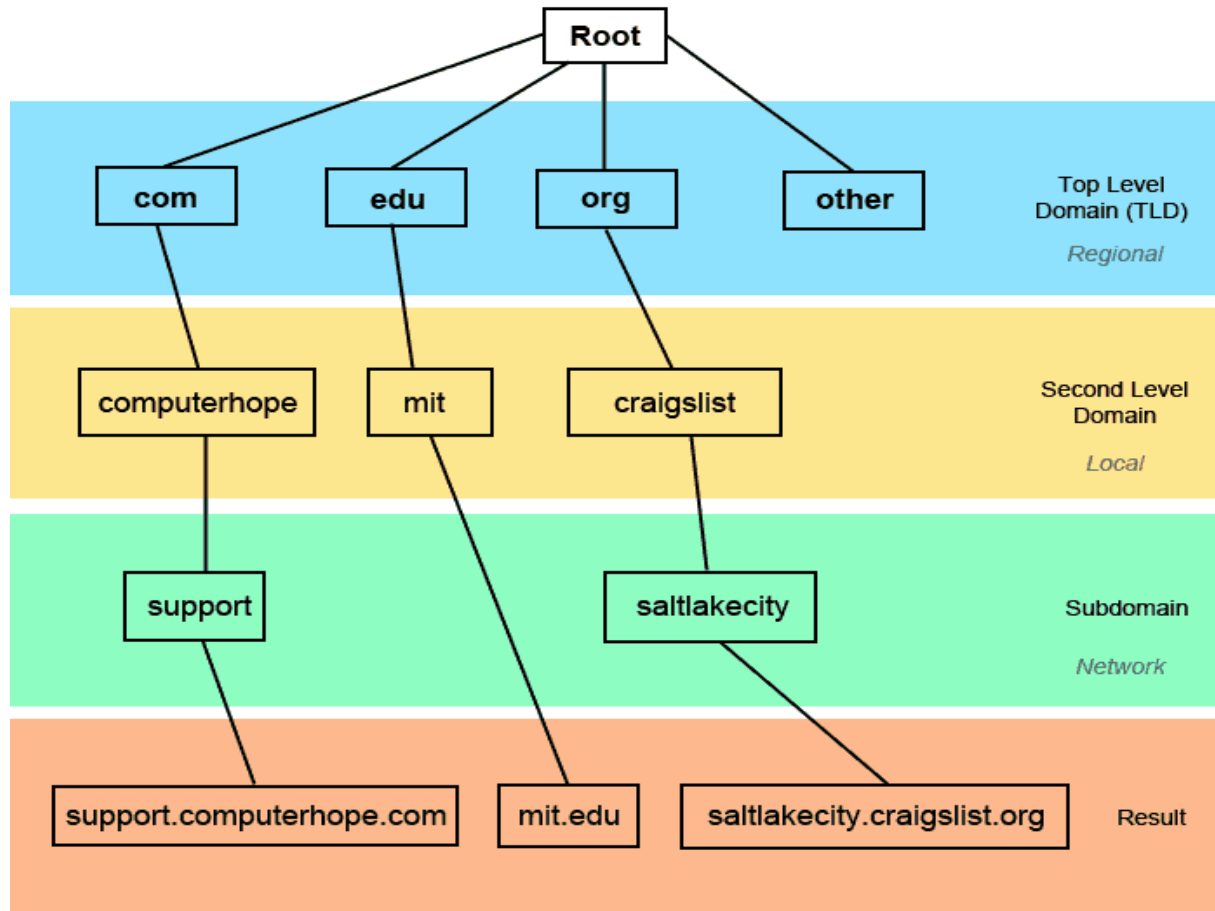 Root
com
edu
org
other
Top Level
Domain (TLD)
Regional
computerhope
mit
craigslist
Second Level
Domain
Local
support
saltlakecity
Subdomain
Network
support.computerhope.com
mit.edu
saltlakecity.craigslist.org
Result